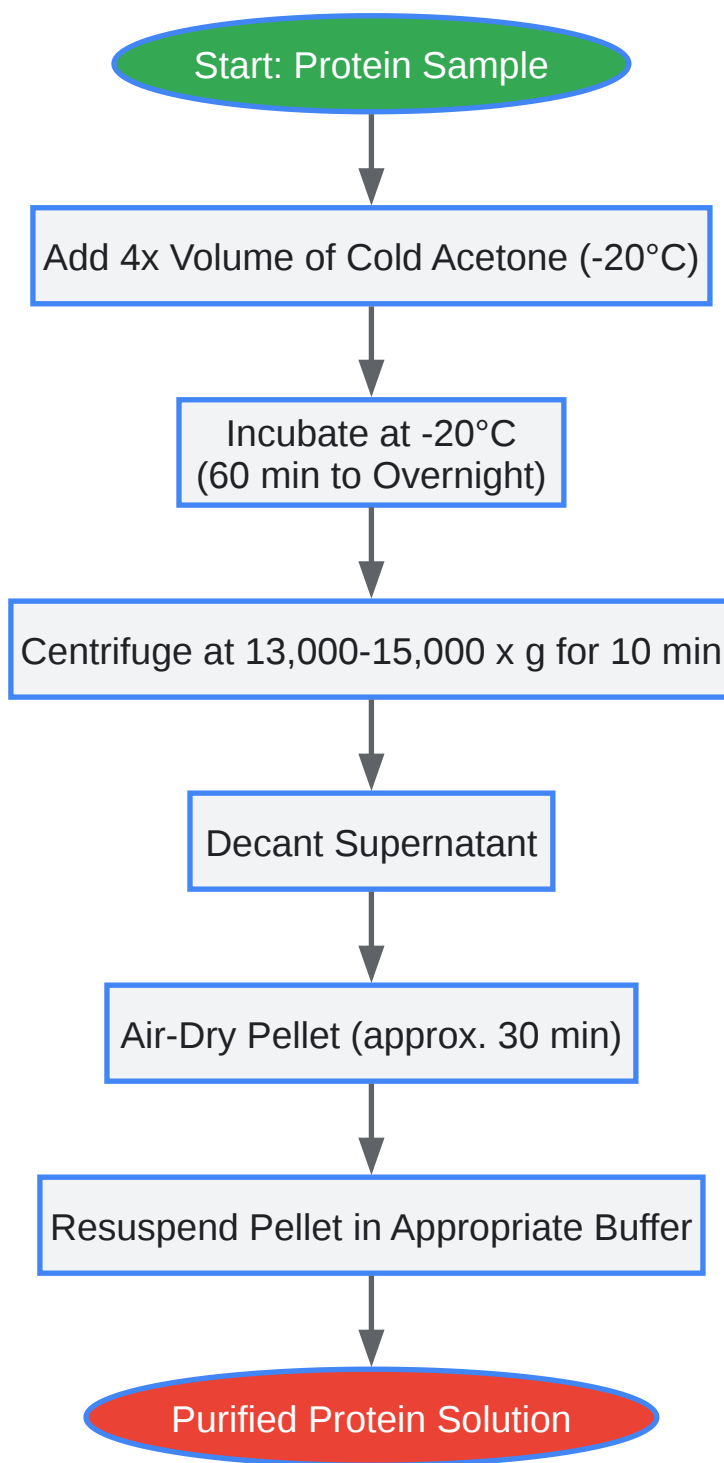 Start: Protein Sample
Add 4x Volume of Cold Acetone (-20°C)
Incubate at -20°C
(60 min to Overnight)
Centrifuge at 13,000-15,000 x g for 10 min
Decant Supernatant
Air-Dry Pellet (approx. 30 min)
Resuspend Pellet in Appropriate Buffer
Purified Protein Solution